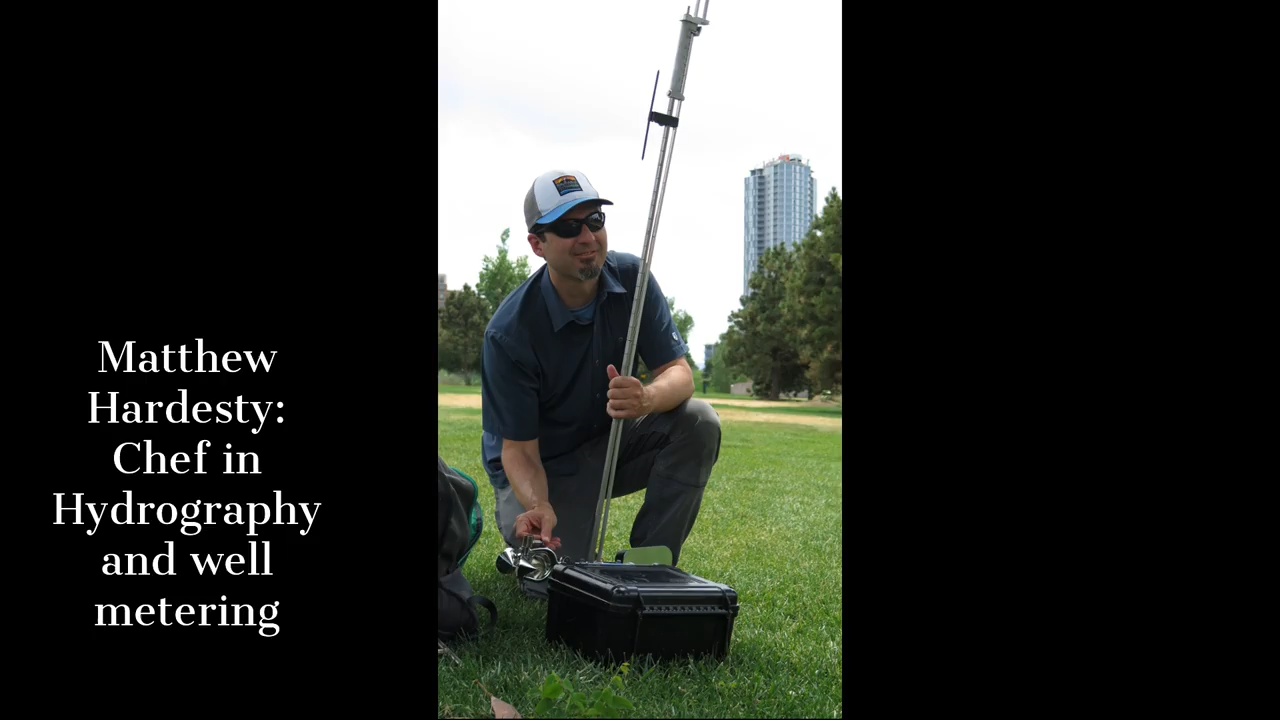 Matthew
Hardesty:
Chef in
Hydrography
and well
metering